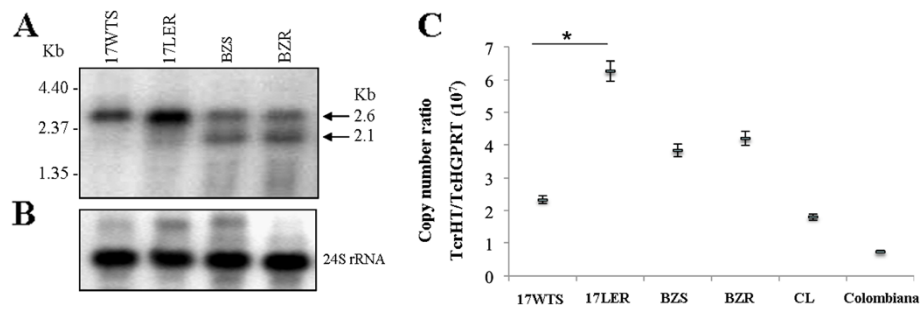 A
17WTS
17LER
BZS
BZR
Kb
4.40 -
2.37 -
1.35 -
Kb
2.6
2.1
B
24S rRNA
C
Copy number ratio
TcrHT/TcHGPRT (10⁷)
7
6
5
4
3
2
1
0
*
17WTS 17LER BZS BZR CL Colombiana